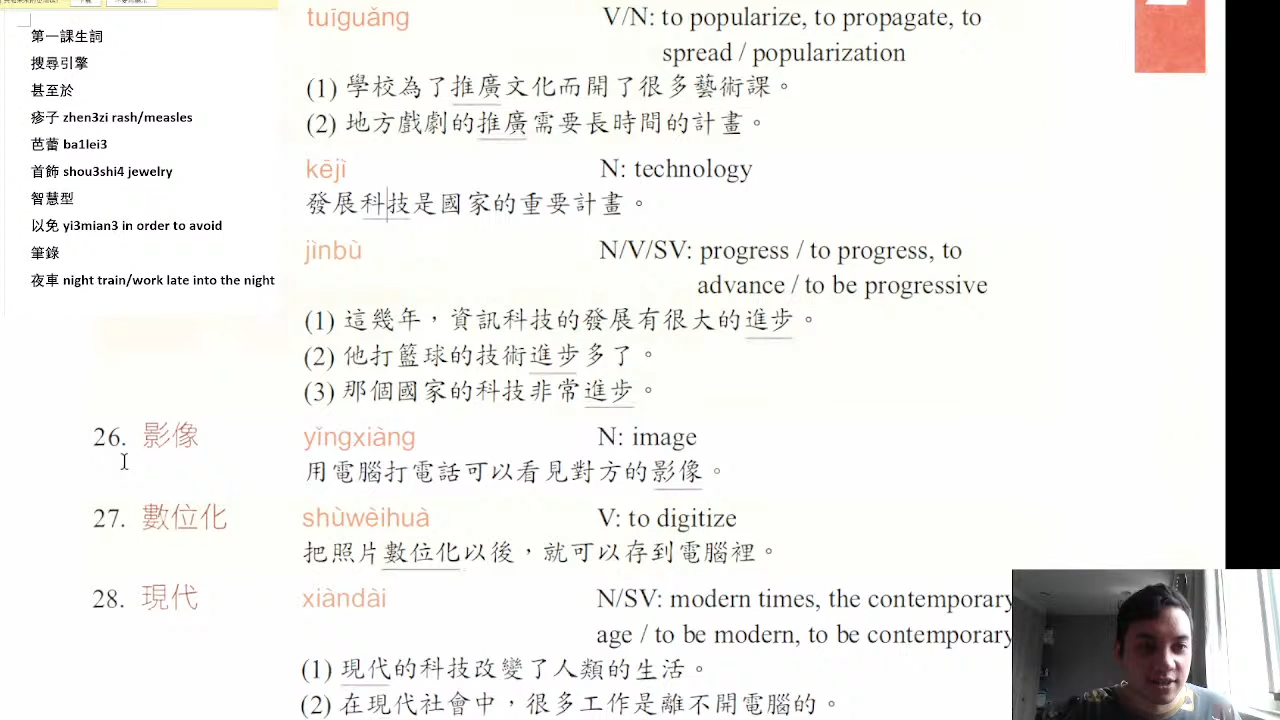 第一課生詞
搜尋引擎
甚至於
疹子 zhen3zi rash/measles
芭蕾 ba1lei3
首飾 shou3shi4 jewelry
智慧型
以免 yi3mian3 in order to avoid
筆錄
夜車 night train/work late into the night
tuīguǎng V/N: to popularize, to propagate, to
spread / popularization
(1) 學校為了推廣文化而開了很多藝術課。
(2) 地方戲劇的推廣需要長時間的計畫。
kējì N: technology
發展科技是國家的重要計畫。
jìnbù N/V/SV: progress / to progress, to
advance / to be progressive
(1) 這幾年，資訊科技的發展有很大的進步。
(2) 他打籃球的技術進步多了。
(3) 那個國家的科技非常進步。
26. 影像 yǐngxiàng N: image
用電腦打電話可以看見對方的影像。
27. 數位化 shùwèihuà V: to digitize
把照片數位化以後，就可以存到電腦裡。
28. 現代 xiàndài N/SV: modern times, the contemporary
age / to be modern, to be contemporary
(1) 現代的科技改變了人類的生活。
(2) 在現代社會中，很多工作是離不開電腦的。